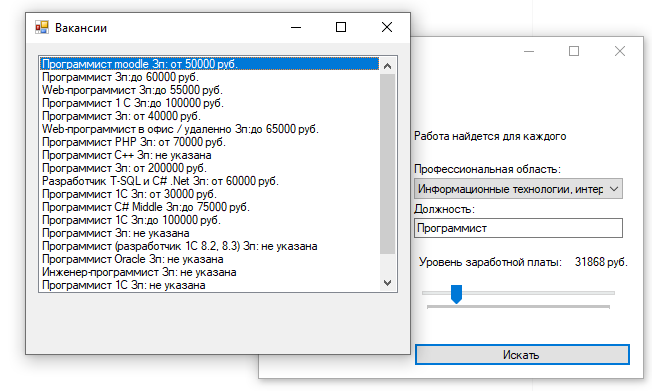 Вакансии
Программист moodle Зп: от 50000 руб.
Программист Зп:до 60000 руб.
Web-программист Зп:до 55000 руб.
Программист 1 С Зп:до 100000 руб.
Программист Зп: от 40000 руб.
Web-программист в офис / удаленно Зп:до 65000 руб.
Программист PHP Зп: от 70000 руб.
Программист C++ Зп: не указана
Программист Зп: от 200000 руб.
Разработчик T-SQL и C# .Net Зп: от 60000 руб.
Программист 1С Зп: от 30000 руб.
Программист C# Middle Зп:до 75000 руб.
Программист 1С Зп:до 100000 руб.
Программист Зп: не указана
Программист (разработчик 1С 8.2, 8.3) Зп: не указана
Программист Oracle Зп: не указана
Инженер-программист Зп: не указана
Программист 1С Зп: не указана
Работа найдется для каждого
Профессиональная область:
Информационные технологии, интер
Должность:
Программист
Уровень заработной платы: 31868 руб.
Искать